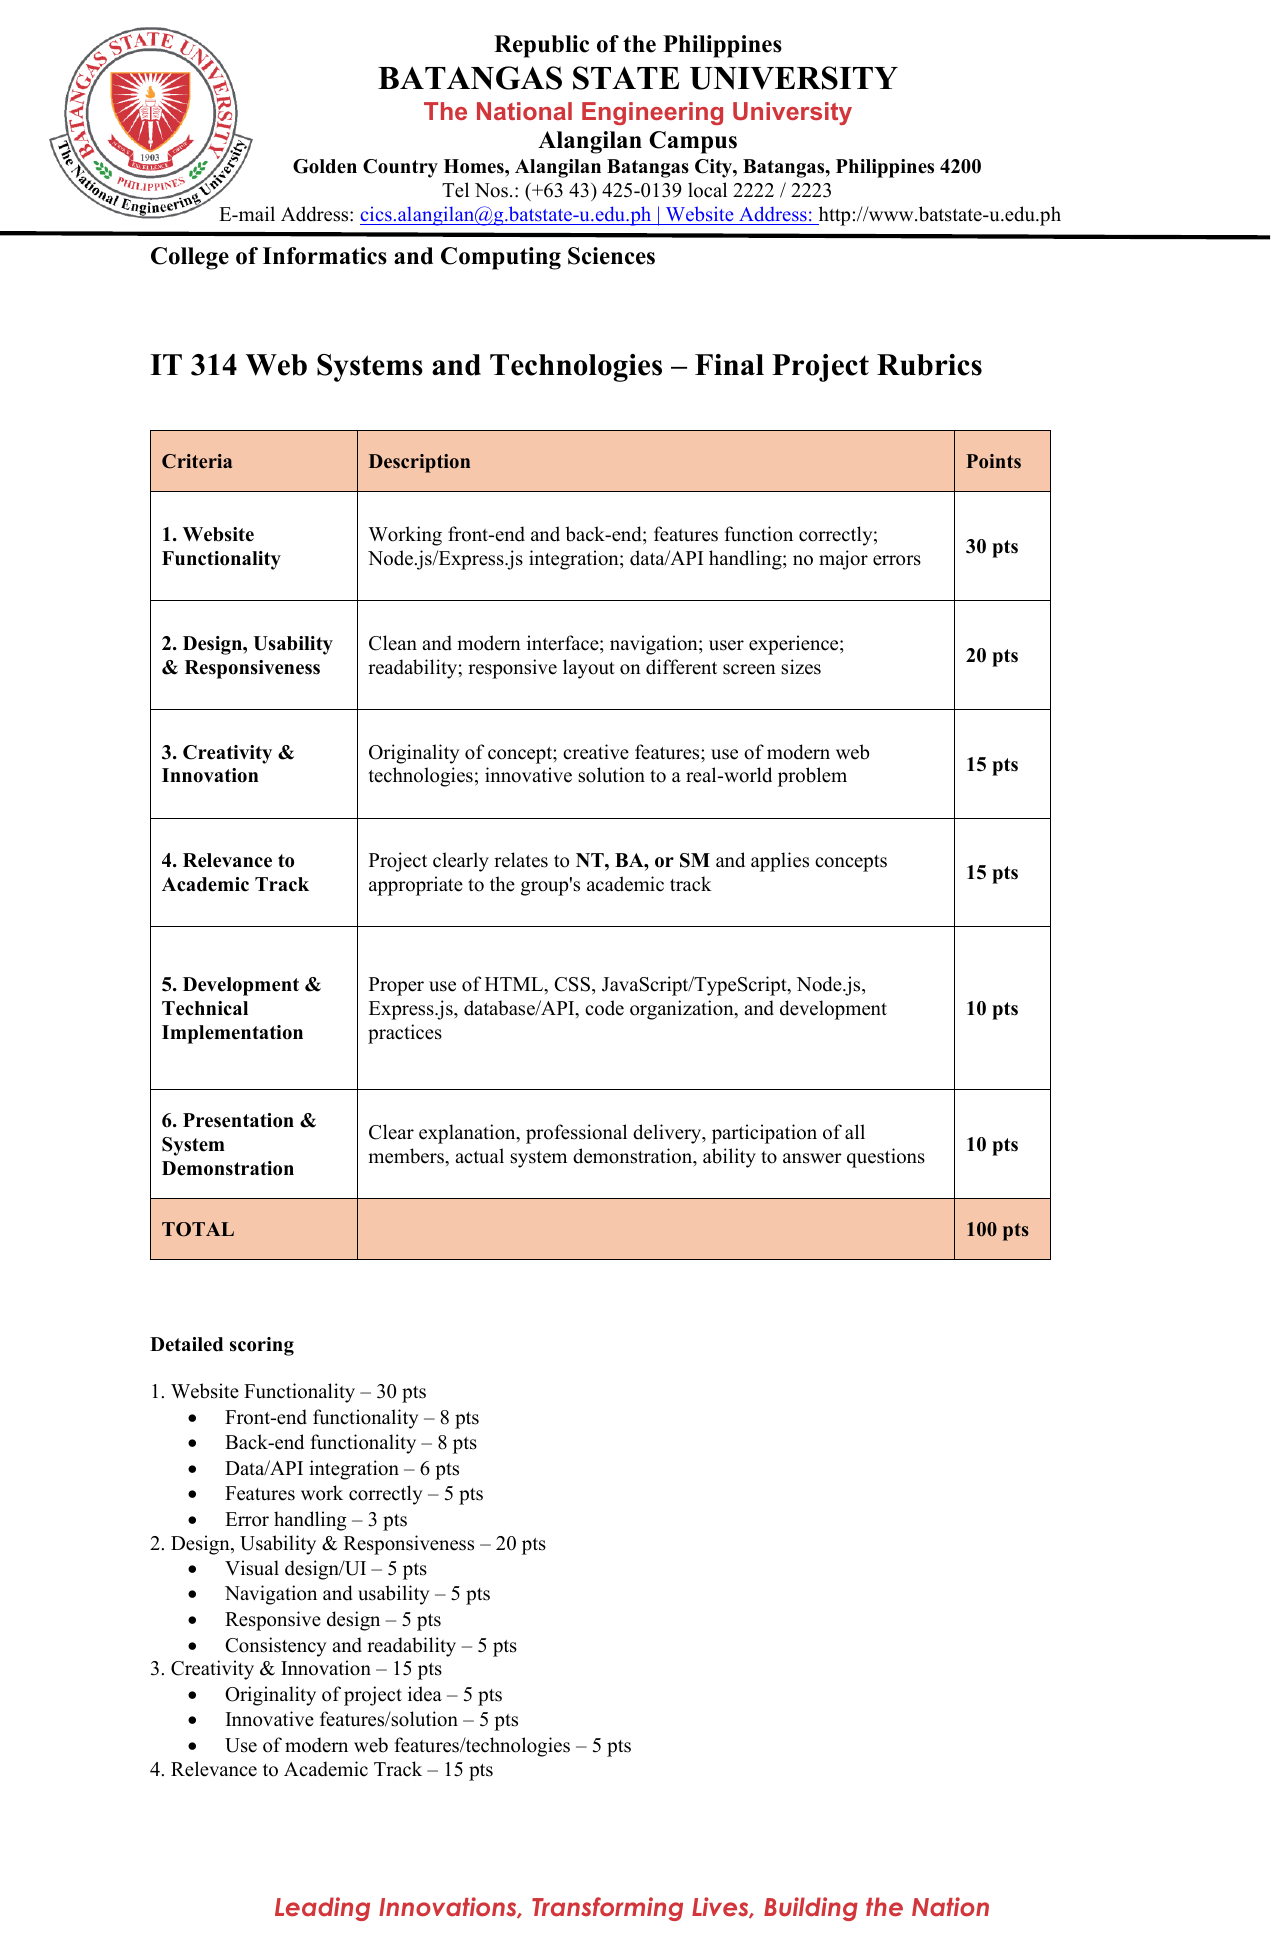 BATANGAS STATE UNIVERSITY
1903
PHILIPPINES
The National Engineering University
Republic of the Philippines
BATANGAS STATE UNIVERSITY
The National Engineering University
Alangilan Campus
Golden Country Homes, Alangilan Batangas City, Batangas, Philippines 4200
Tel Nos.: (+63 43) 425-0139 local 2222 / 2223
E-mail Address: cics.alangilan@g.batstate-u.edu.ph | Website Address: http://www.batstate-u.edu.ph
College of Informatics and Computing Sciences
IT 314 Web Systems and Technologies – Final Project Rubrics
Criteria Description Points
1. Website
Functionality
Working front-end and back-end; features function correctly;
Node.js/Express.js integration; data/API handling; no major errors
30 pts
2. Design, Usability
& Responsiveness
Clean and modern interface; navigation; user experience;
readability; responsive layout on different screen sizes
20 pts
3. Creativity &
Innovation
Originality of concept; creative features; use of modern web
technologies; innovative solution to a real-world problem
15 pts
4. Relevance to
Academic Track
Project clearly relates to NT, BA, or SM and applies concepts
appropriate to the group's academic track
15 pts
5. Development &
Technical
Implementation
Proper use of HTML, CSS, JavaScript/TypeScript, Node.js,
Express.js, database/API, code organization, and development
practices
10 pts
6. Presentation &
System
Demonstration
Clear explanation, professional delivery, participation of all
members, actual system demonstration, ability to answer questions
10 pts
TOTAL 100 pts
Detailed scoring
1. Website Functionality – 30 pts
• Front-end functionality – 8 pts
• Back-end functionality – 8 pts
• Data/API integration – 6 pts
• Features work correctly – 5 pts
• Error handling – 3 pts
2. Design, Usability & Responsiveness – 20 pts
• Visual design/UI – 5 pts
• Navigation and usability – 5 pts
• Responsive design – 5 pts
• Consistency and readability – 5 pts
3. Creativity & Innovation – 15 pts
• Originality of project idea – 5 pts
• Innovative features/solution – 5 pts
• Use of modern web features/technologies – 5 pts
4. Relevance to Academic Track – 15 pts
Leading Innovations, Transforming Lives, Building the Nation